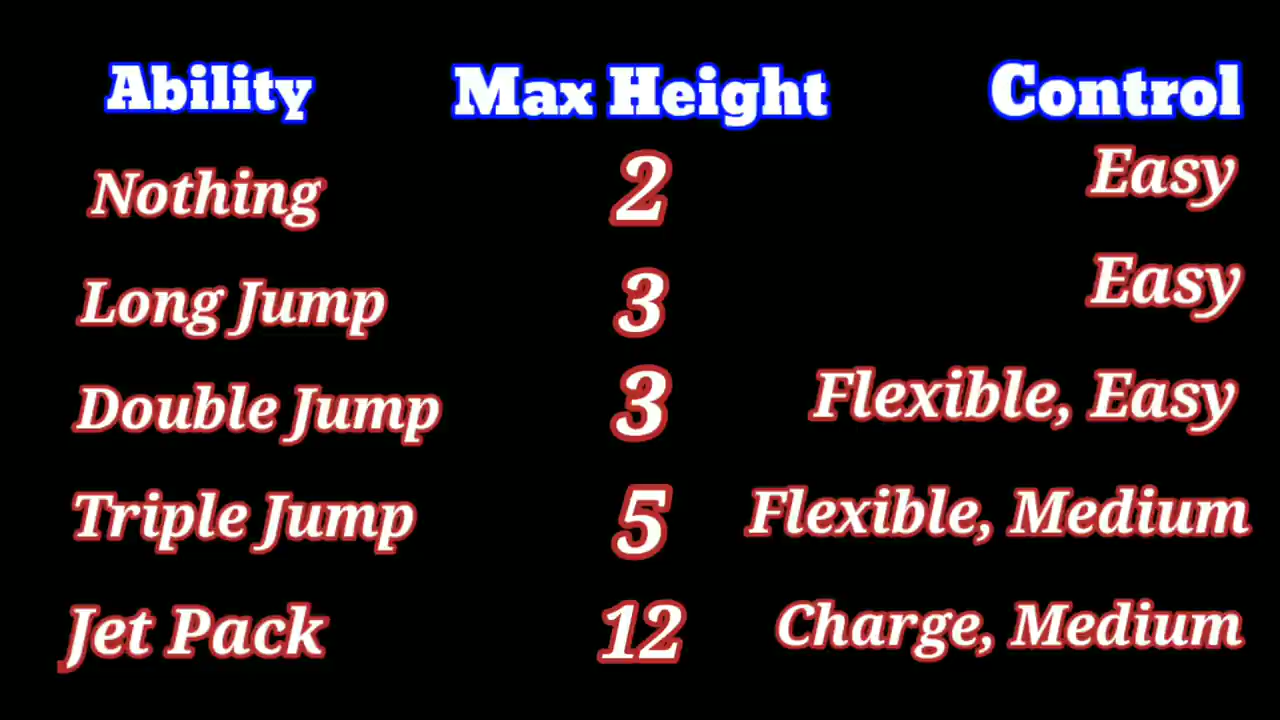 Ability Max Height Control
Nothing 2 Easy
Long Jump 3 Easy
Double Jump 3 Flexible, Easy
Triple Jump 5 Flexible, Medium
Jet Pack 12 Charge, Medium